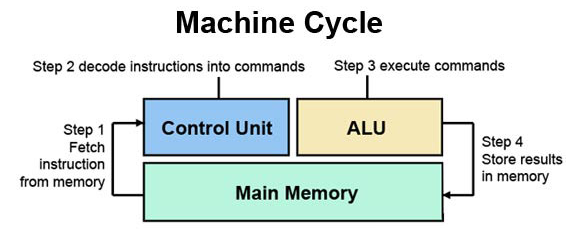 Machine Cycle
Step 2 decode instructions into commands
Step 3 execute commands
Step 1
Fetch
instruction
from memory
Control Unit
ALU
Step 4
Store results
in memory
Main Memory